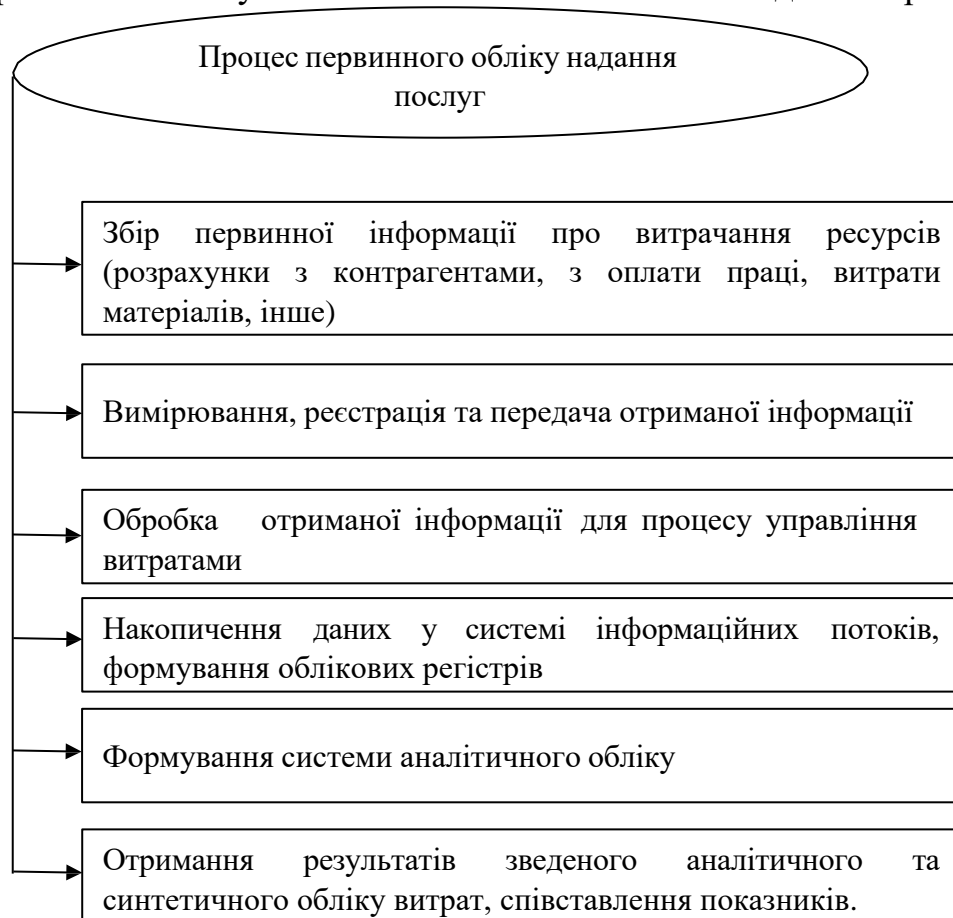 Процес первинного обліку надання
послуг
Збір первинної інформації про витрачання ресурсів
(розрахунки з контрагентами, з оплати праці, витрати
матеріалів, інше)
Вимірювання, реєстрація та передача отриманої інформації
Обробка отриманої інформації для процесу управління
витратами
Накопичення даних у системі інформаційних потоків,
формування облікових регістрів
Формування системи аналітичного обліку
Отримання результатів зведеного аналітичного та
синтетичного обліку витрат, співставлення показників.